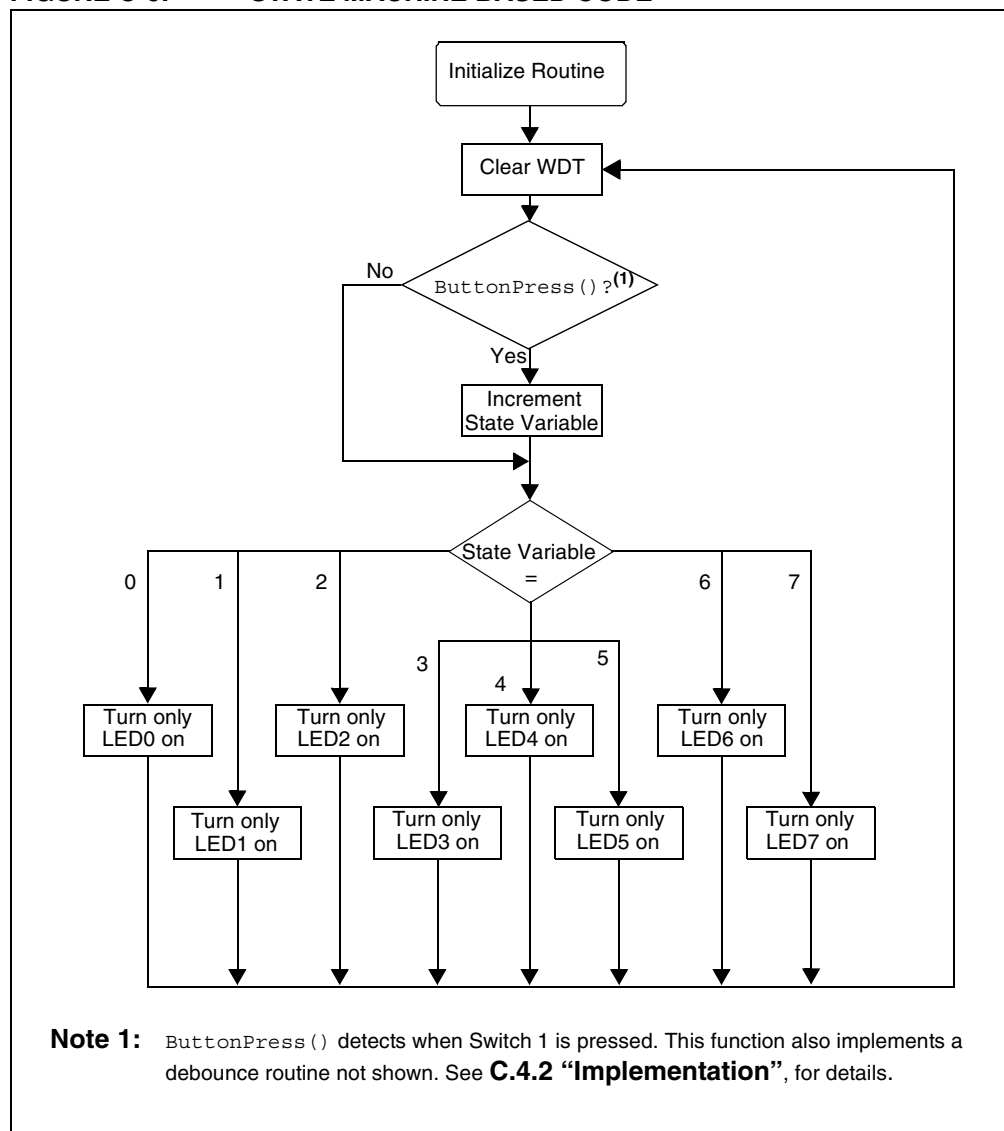 Initialize Routine
Clear WDT
No
ButtonPress()?(1)
Yes
Increment
State Variable
State Variable
=
0
1
2
3
4
5
6
7
Turn only
LED0 on
Turn only
LED2 on
Turn only
LED4 on
Turn only
LED6 on
Turn only
LED1 on
Turn only
LED3 on
Turn only
LED5 on
Turn only
LED7 on
Note 1: ButtonPress() detects when Switch 1 is pressed. This function also implements a
debounce routine not shown. See C.4.2 “Implementation”, for details.